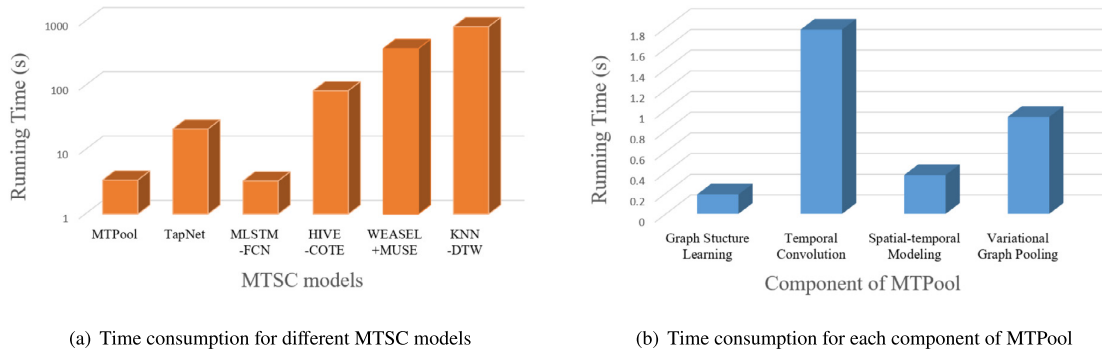 Running Time (s)
1000
100
10
1
MTPool
TapNet
MLSTM
-FCN
HIVE
-COTE
WEASEL
+MUSE
KNN
-DTW
MTSC models
(a) Time consumption for different MTSC models
Running Time (s)
1.8
1.6
1.4
1.2
1
0.8
0.6
0.4
0.2
0
Graph Stucture
Learning
Temporal
Convolution
Spatial-temporal
Modeling
Variational
Graph Pooling
Component of MTPool
(b) Time consumption for each component of MTPool